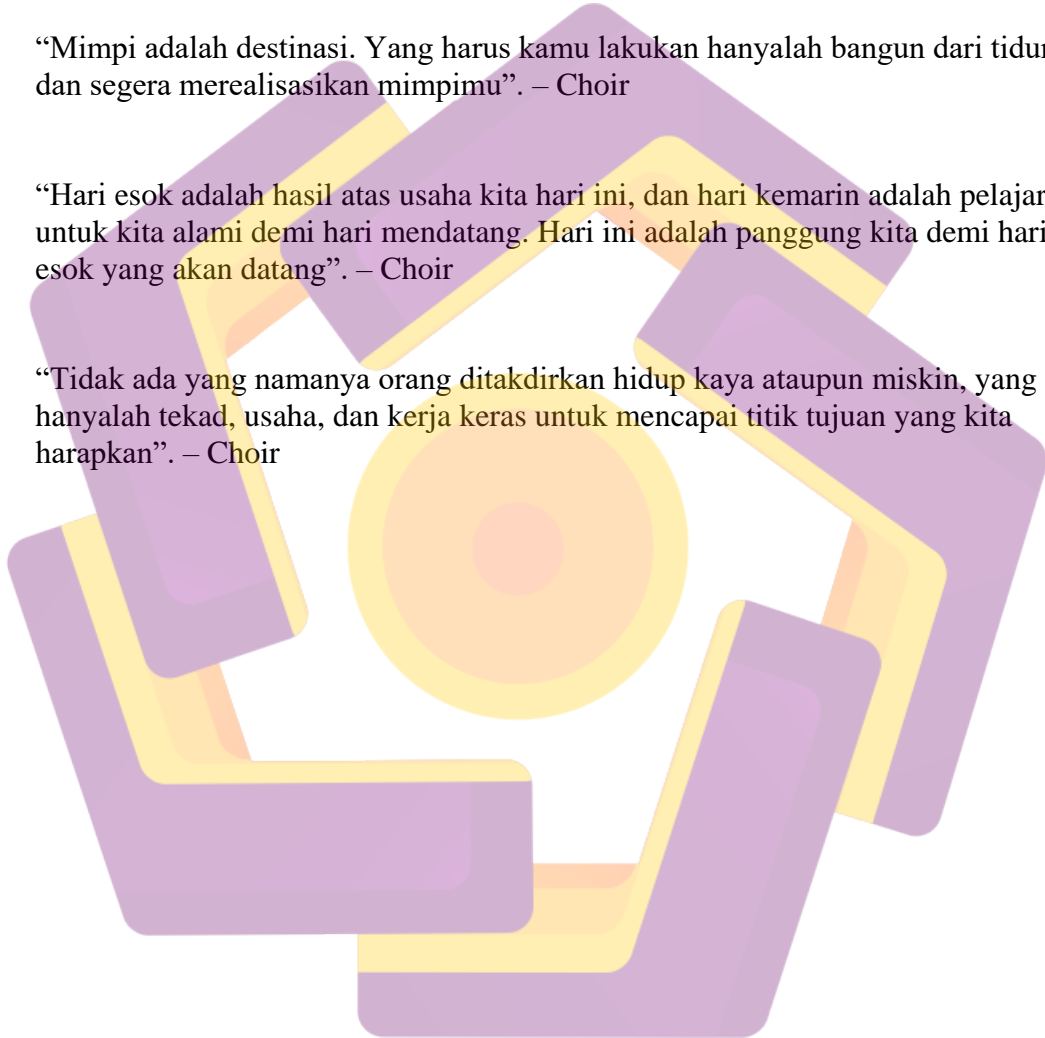 “Mimpi adalah destinasi. Yang harus kamu lakukan hanyalah bangun dari tidur
dan segera merealisasikan mimpimu”. – Choir
“Hari esok adalah hasil atas usaha kita hari ini, dan hari kemarin adalah pelajar
untuk kita alami demi hari mendatang. Hari ini adalah panggung kita demi hari
esok yang akan datang”. – Choir
“Tidak ada yang namanya orang ditakdirkan hidup kaya ataupun miskin, yang
hanyalah tekad, usaha, dan kerja keras untuk mencapai titik tujuan yang kita
harapkan”. – Choir